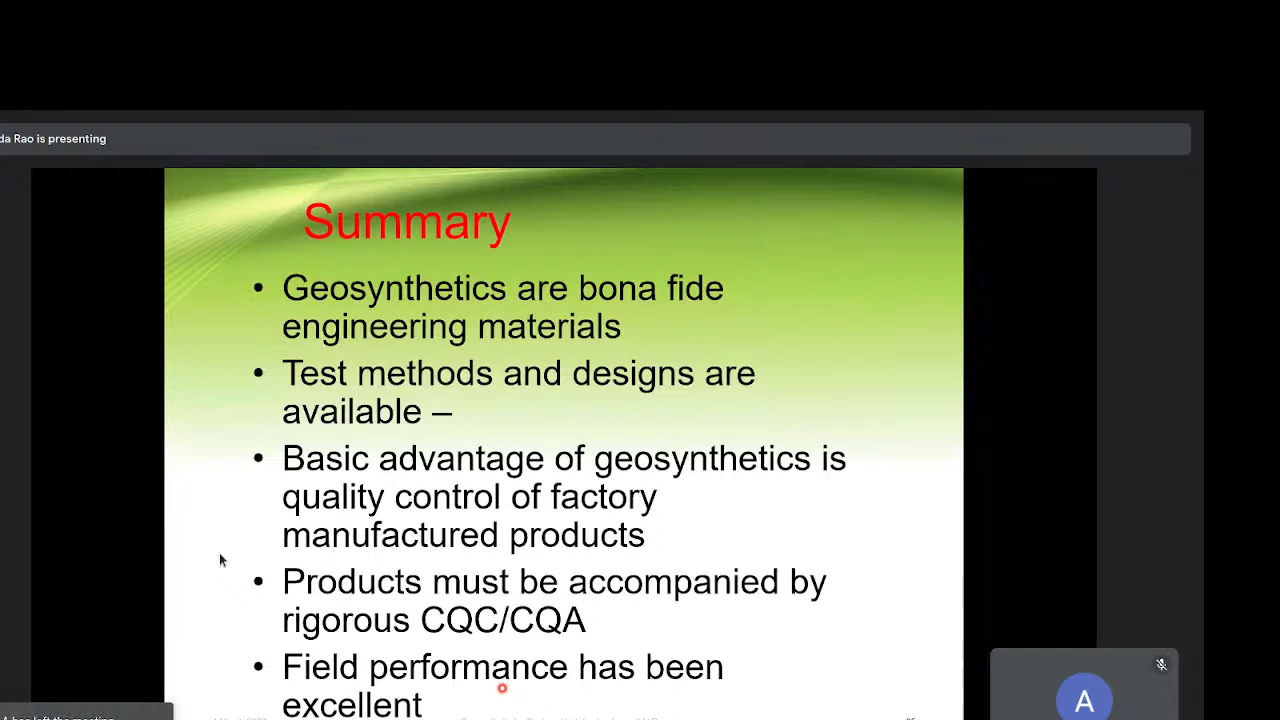 da Rao is presenting
Summary
• Geosynthetics are bona fide
engineering materials
• Test methods and designs are
available –
• Basic advantage of geosynthetics is
quality control of factory
manufactured products
• Products must be accompanied by
rigorous CQC/CQA
• Field performance has been
excellent
A